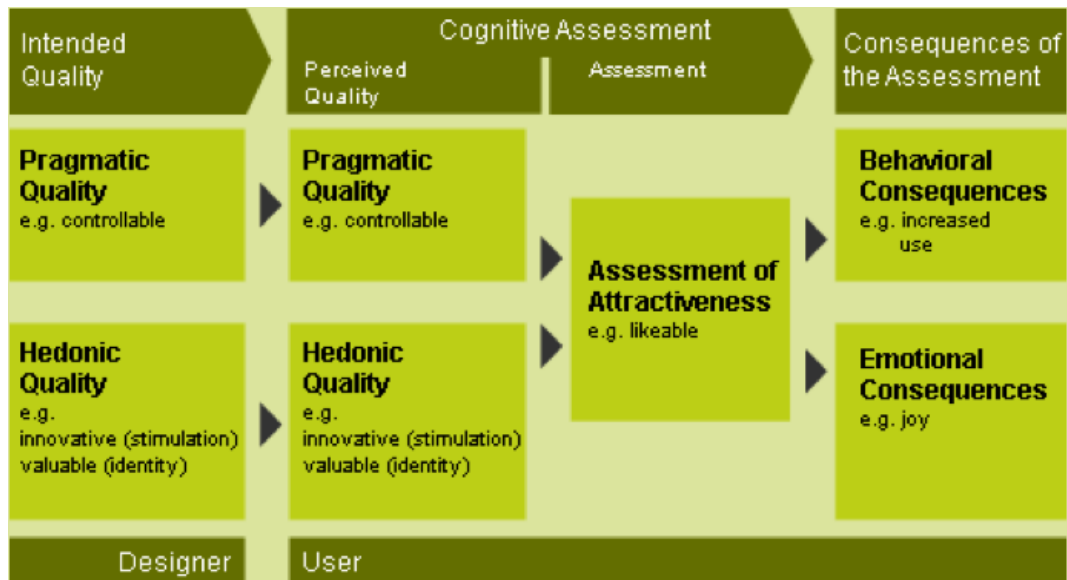 Intended
Quality
Cognitive Assessment
Perceived
Quality
Assessment
Consequences of
the Assessment
Pragmatic
Quality
e.g. controllable
Pragmatic
Quality
e.g. controllable
Assessment of
Attractiveness
e.g. likeable
Behavioral
Consequences
e.g. increased
use
Hedonic
Quality
e.g.
innovative (stimulation)
valuable (identity)
Hedonic
Quality
e.g.
innovative (stimulation)
valuable (identity)
Emotional
Consequences
e.g. joy
Designer
User